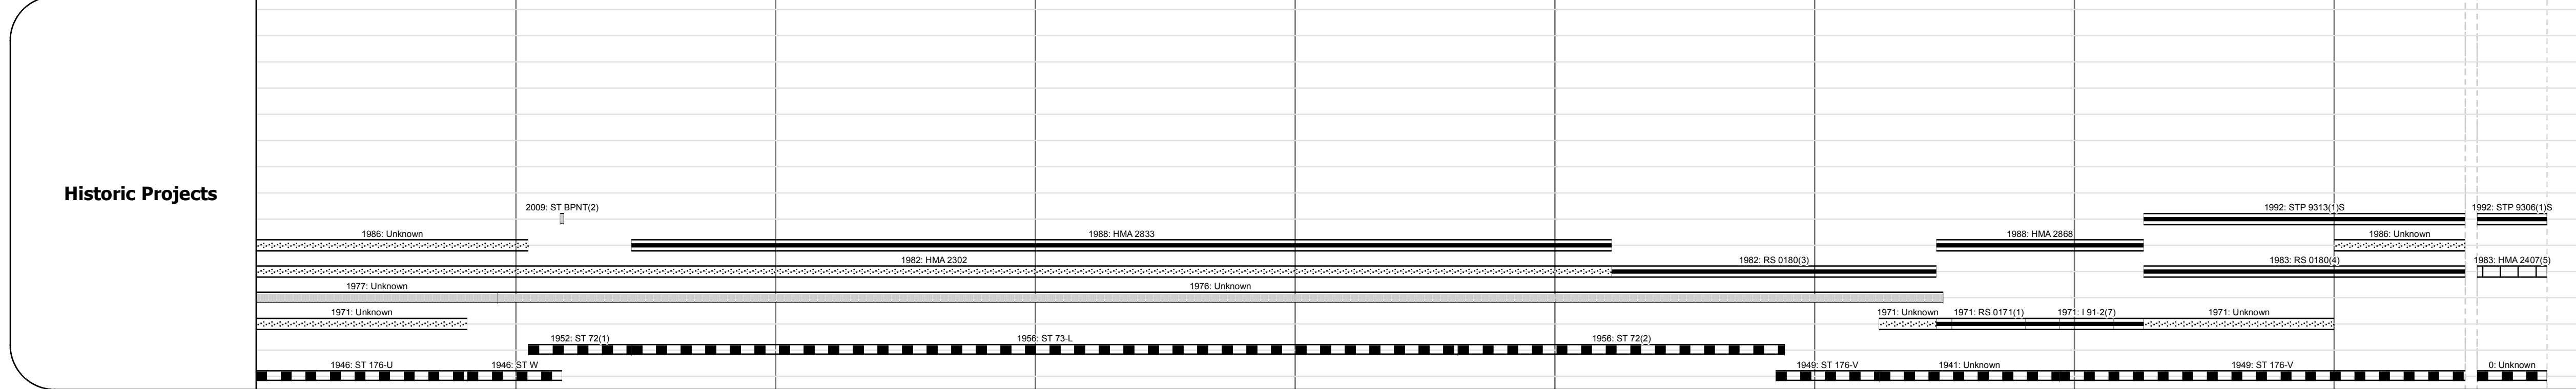 Historic Projects
2009: ST BPNT(2)
1992: STP 9313(1)S
1992: STP 9306(1)S
1986: Unknown
1988: HMA 2833
1988: HMA 2868
1986: Unknown
1982: HMA 2302
1982: RS 0180(3)
1983: RS 0180(4)
1983: HMA 2407(5)
1977: Unknown
1976: Unknown
1971: Unknown
1971: Unknown
1971: RS 0171(1)
1971: I 91-2(7)
1971: Unknown
1952: ST 72(1)
1956: ST 73-L
1956: ST 72(2)
1946: ST 176-U
1946: ST W
1949: ST 176-V
1941: Unknown
1949: ST 176-V
0: Unknown